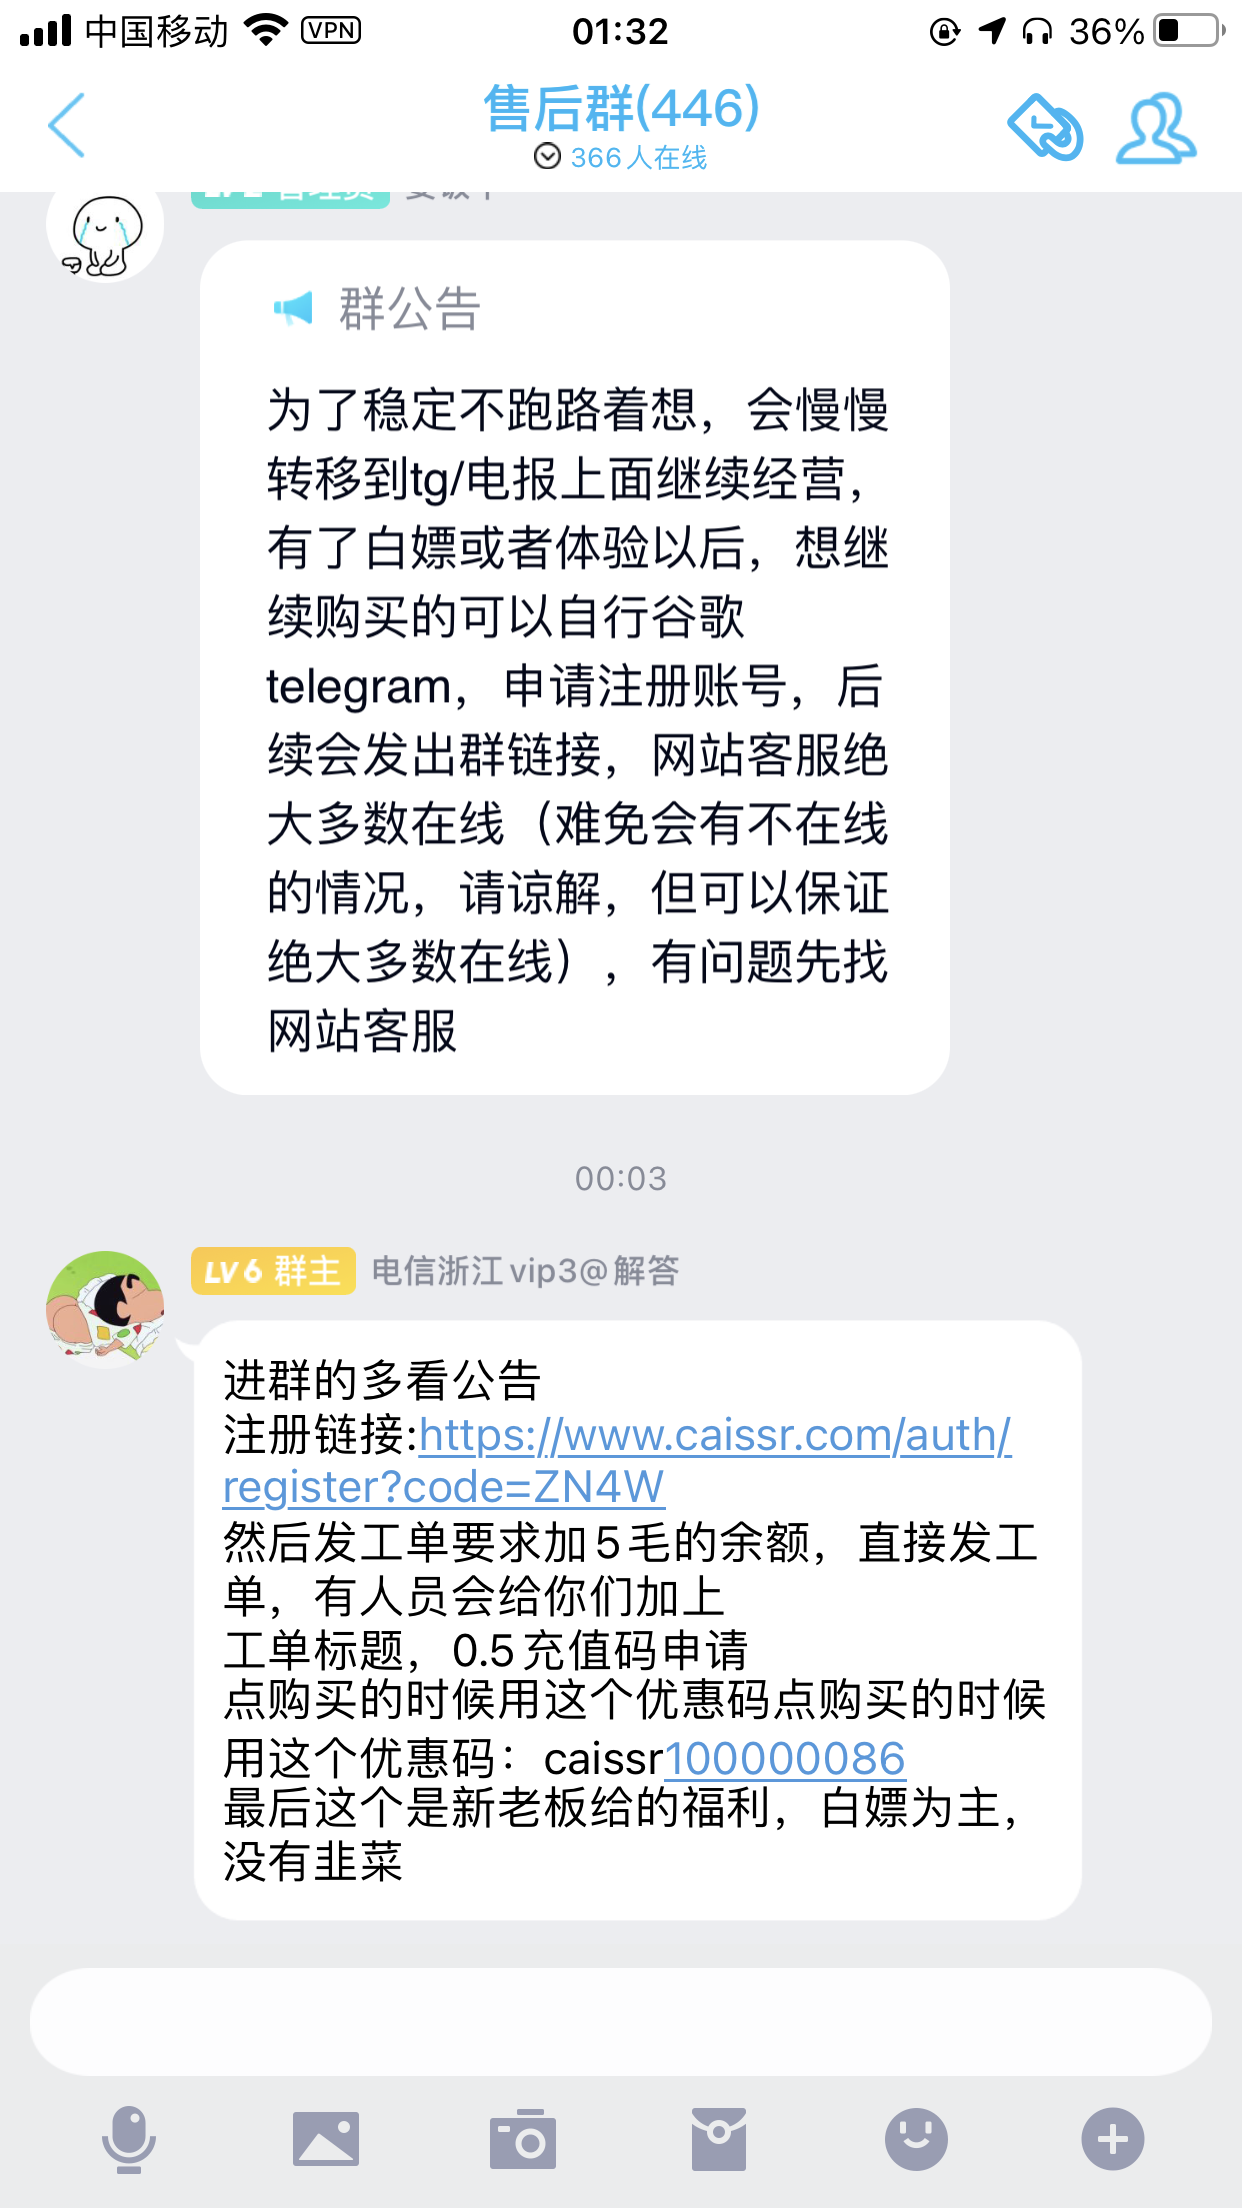 中国移动 VPN 01:32 36%
售后群(446)
366人在线
群公告
为了稳定不跑路着想，会慢慢
转移到tg/电报上面继续经营，
有了白嫖或者体验以后，想继
续购买的可以自行谷歌
telegram，申请注册账号，后
续会发出群链接，网站客服绝
大多数在线（难免会有不在线
的情况，请谅解，但可以保证
绝大多数在线），有问题先找
网站客服
00:03
LV6 群主 电信浙江vip3@解答
进群的多看公告
注册链接:https://www.caissr.com/auth/
register?code=ZN4W
然后发工单要求加5毛的余额，直接发工
单，有人员会给你们加上
工单标题，0.5充值码申请
点购买的时候用这个优惠码点购买的时候
用这个优惠码：caissr100000086
最后这个是新老板给的福利，白嫖为主，
没有韭菜